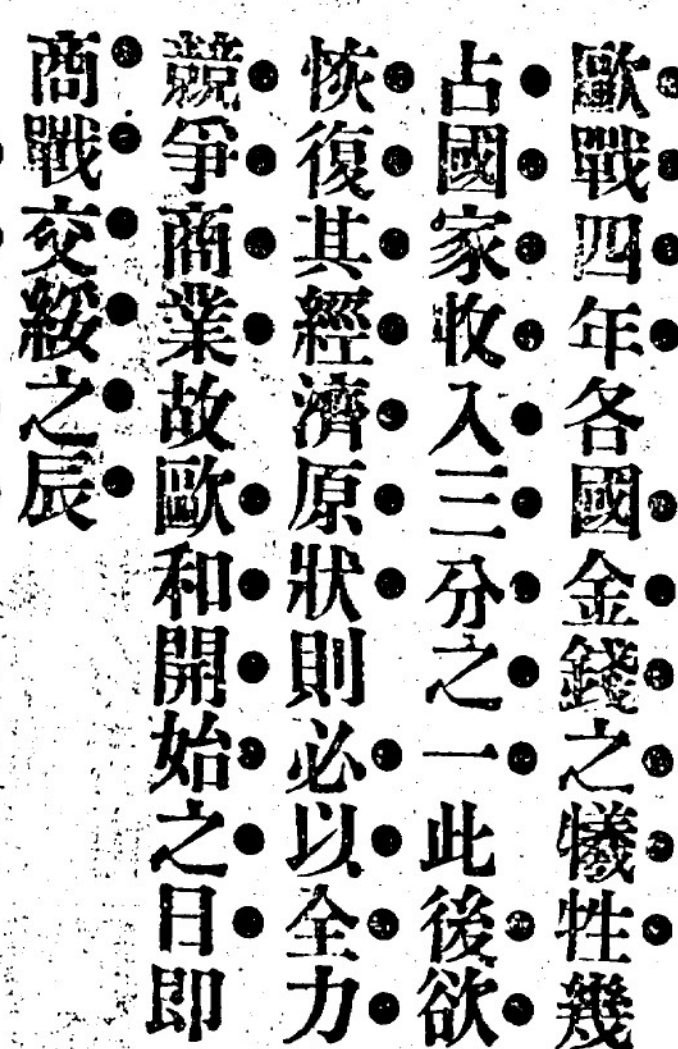 歐戰四年各國金錢之犧牲幾
占國家收入三分之一此後欲
恢復其經濟原狀則必以全力
競爭商業故歐和開始之日即
商戰交綏之辰